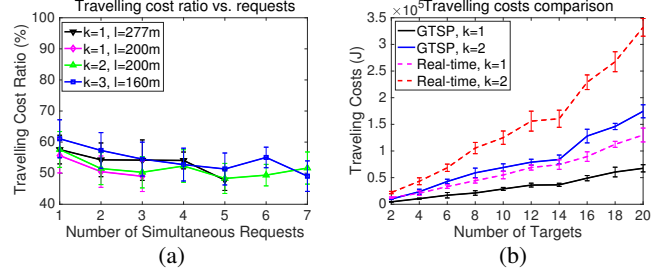 Travelling cost ratio vs. requests
Travelling Cost Ratio (%)
100
90
80
70
60
50
40
k=1, l=277m
k=1, l=200m
k=2, l=200m
k=3, l=160m
1 2 3 4 5 6 7
Number of Simultaneous Requests
(a)
Travelling costs comparison
×10⁵
Traveling Costs (J)
3.5
3
2.5
2
1.5
1
0.5
0
GTSP, k=1
GTSP, k=2
Real-time, k=1
Real-time, k=2
2 4 6 8 10 12 14 16 18 20
Number of Targets
(b)